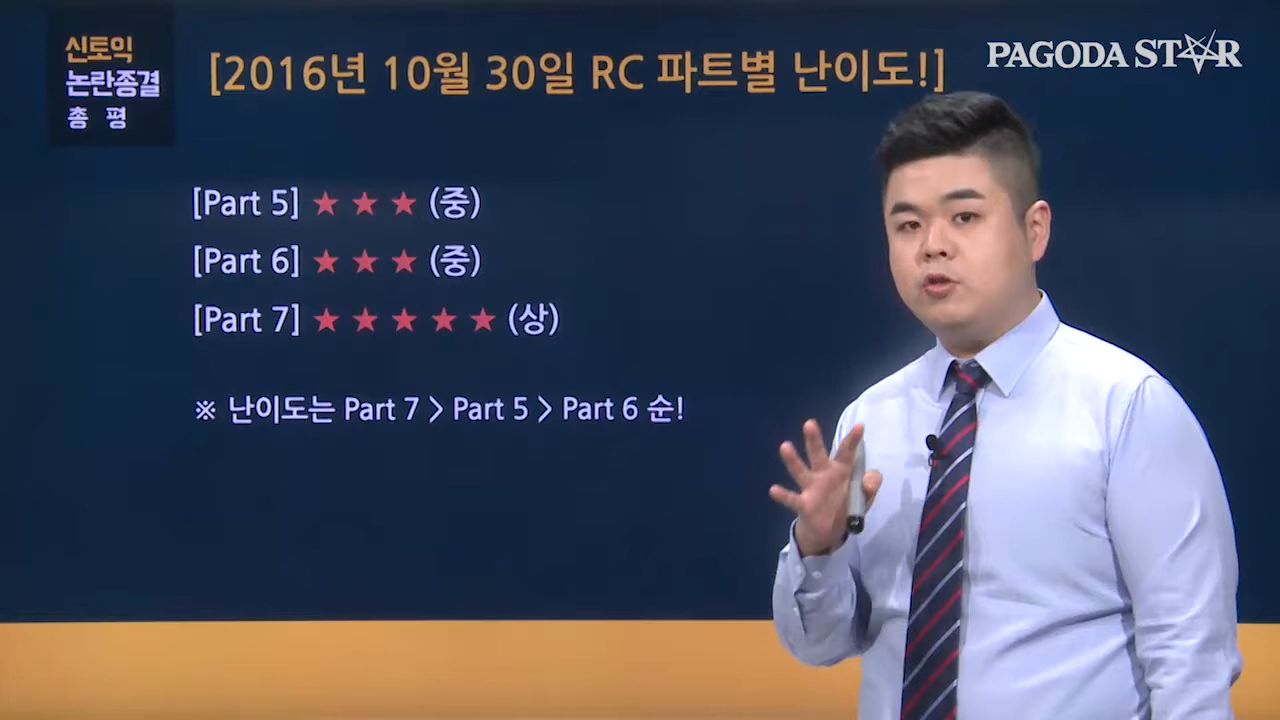 신토익
논란종결
총 평
[2016년 10월 30일 RC 파트별 난이도!]
PAGODA STAR
[Part 5] ★ ★ ★ (중)
[Part 6] ★ ★ ★ (중)
[Part 7] ★ ★ ★ ★ ★ (상)
※ 난이도는 Part 7 > Part 5 > Part 6 순!